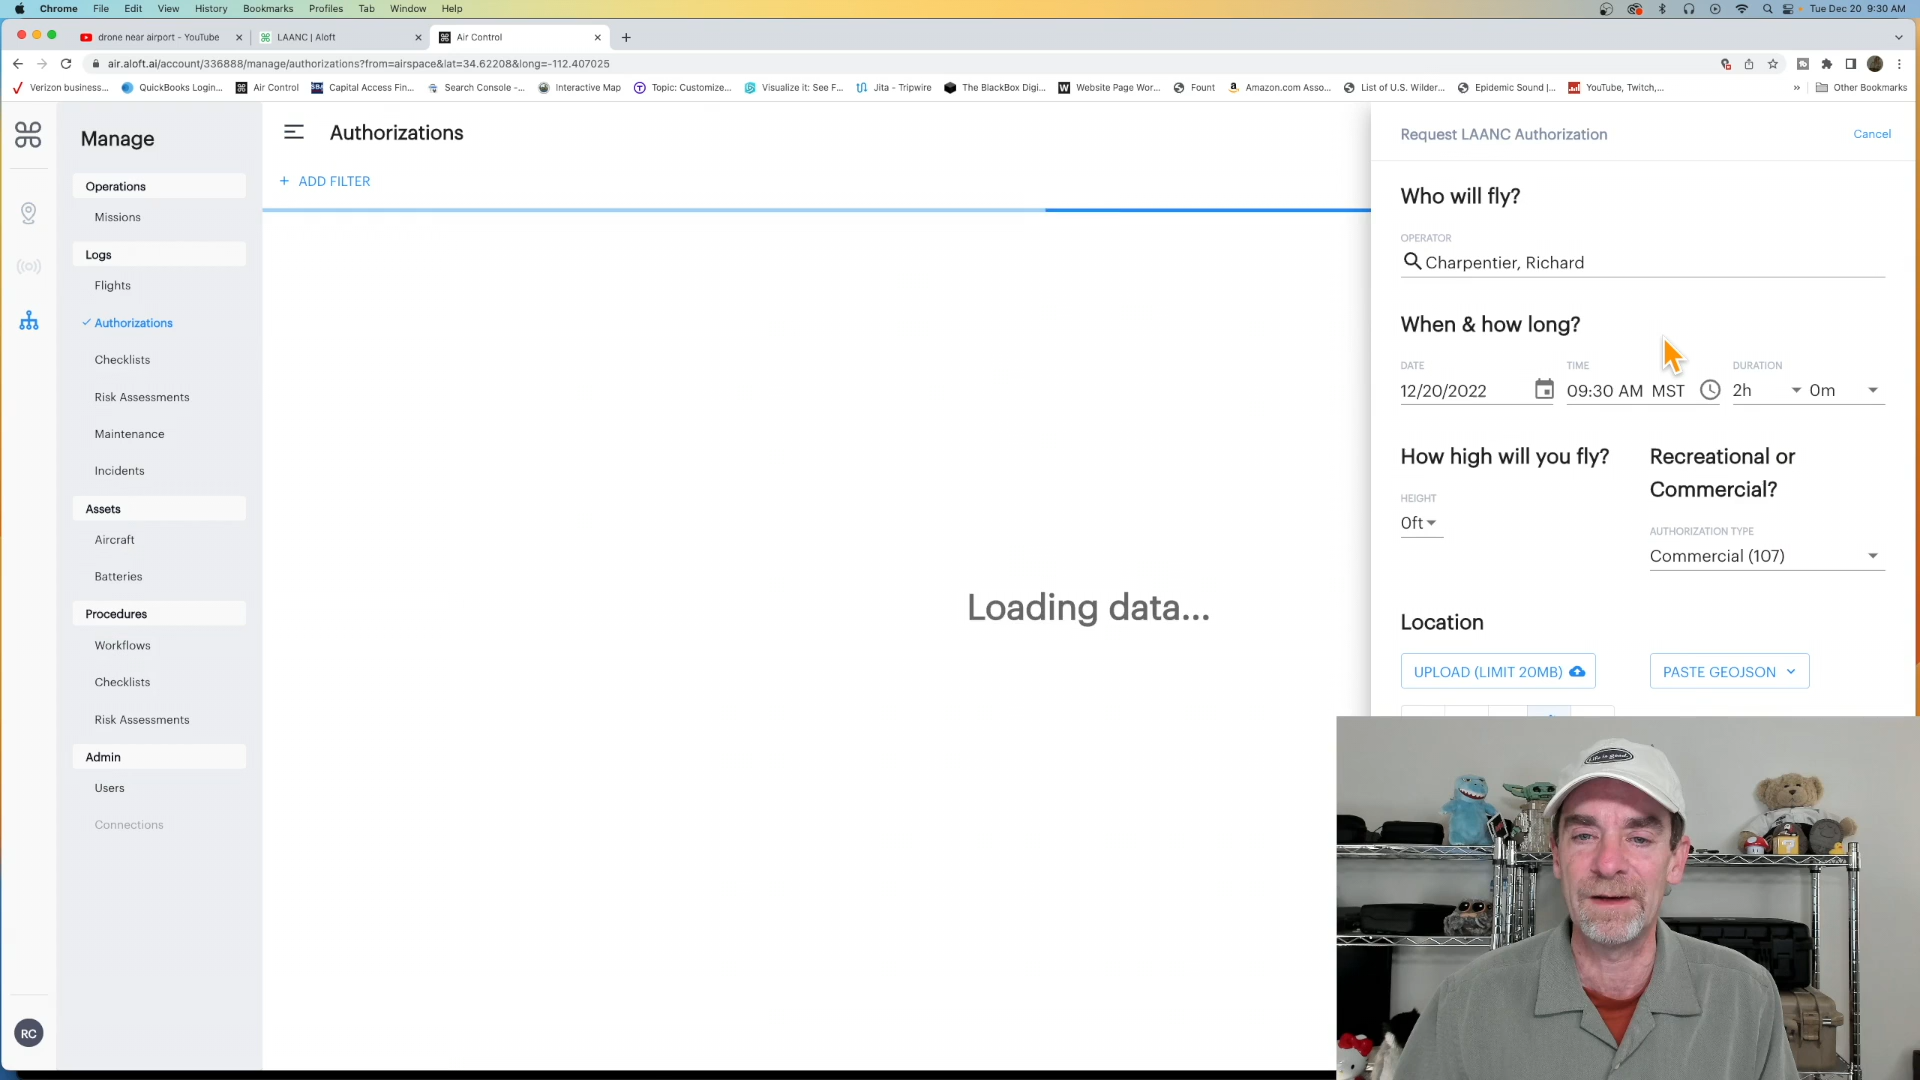 Chrome File Edit View History Bookmarks Profiles Tab Window Help Tue Dec 20 9:30 AM
drone near airport - YouTube LAANC | Aloft Air Control
air.aloft.ai/account/336888/manage/authorizations?from=airspace&lat=34.62208&long=-112.407025
Verizon business... QuickBooks Login... Air Control Capital Access Fin... Search Console -... Interactive Map Topic: Customize... Visualize it: See F... Jita - Tripwire The BlackBox Digi... Website Page Wor... Fount Amazon.com Asso... List of U.S. Wilder... Epidemic Sound |... YouTube, Twitch,... » Other Bookmarks
Manage
Operations
Missions
Logs
Flights
Authorizations
Checklists
Risk Assessments
Maintenance
Incidents
Assets
Aircraft
Batteries
Procedures
Workflows
Checklists
Risk Assessments
Admin
Users
Connections
RC
Authorizations
+ ADD FILTER
Loading data...
Request LAANC Authorization Cancel
Who will fly?
OPERATOR
Charpentier, Richard
When & how long?
DATE TIME DURATION
12/20/2022 09:30 AM MST 2h 0m
How high will you fly?
HEIGHT
0ft
Recreational or
Commercial?
AUTHORIZATION TYPE
Commercial (107)
Location
UPLOAD (LIMIT 20MB) PASTE GEOJSON
Life is good